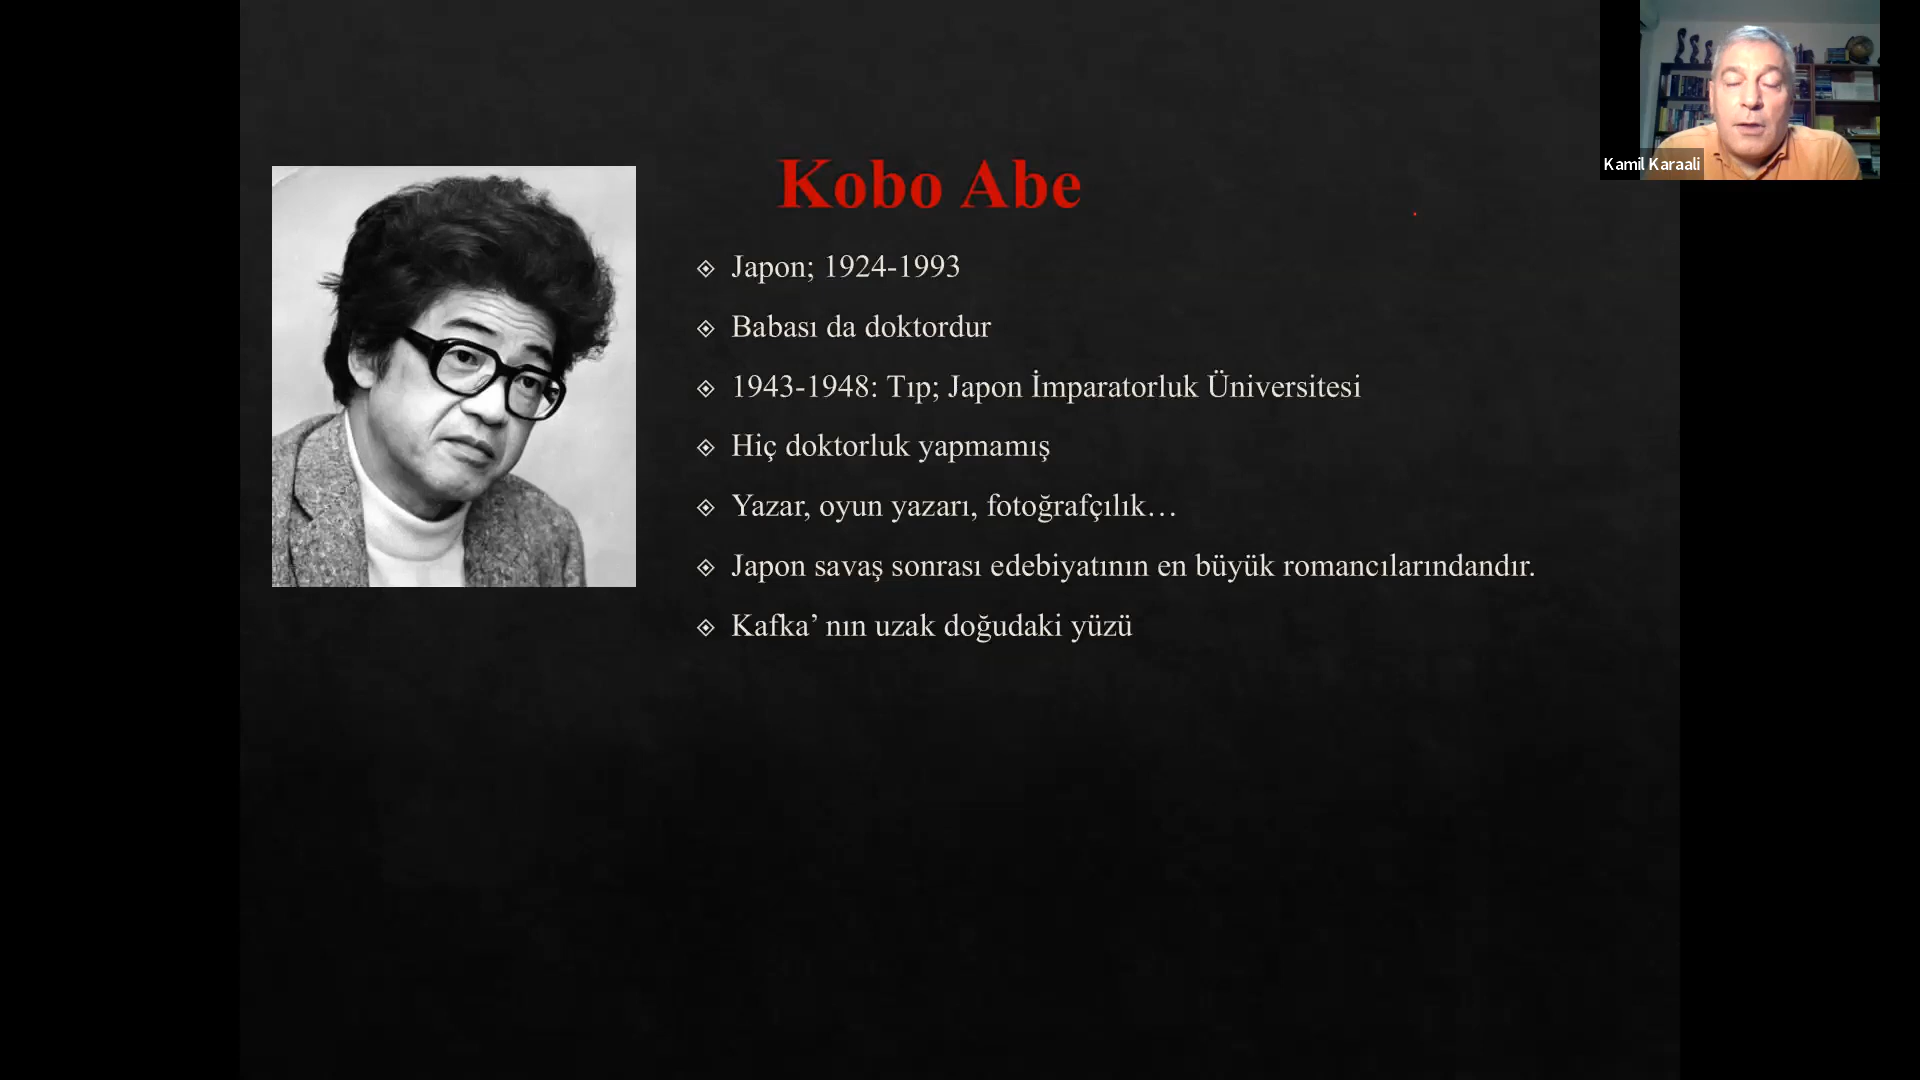 Kobo Abe
Japon; 1924-1993
Babası da doktordur
1943-1948: Tıp; Japon İmparatorluk Üniversitesi
Hiç doktorluk yapmamış
Yazar, oyun yazarı, fotoğrafçılık…
Japon savaş sonrası edebiyatının en büyük romancılarındandır.
Kafka’ nın uzak doğudaki yüzü
Kamil Karaali